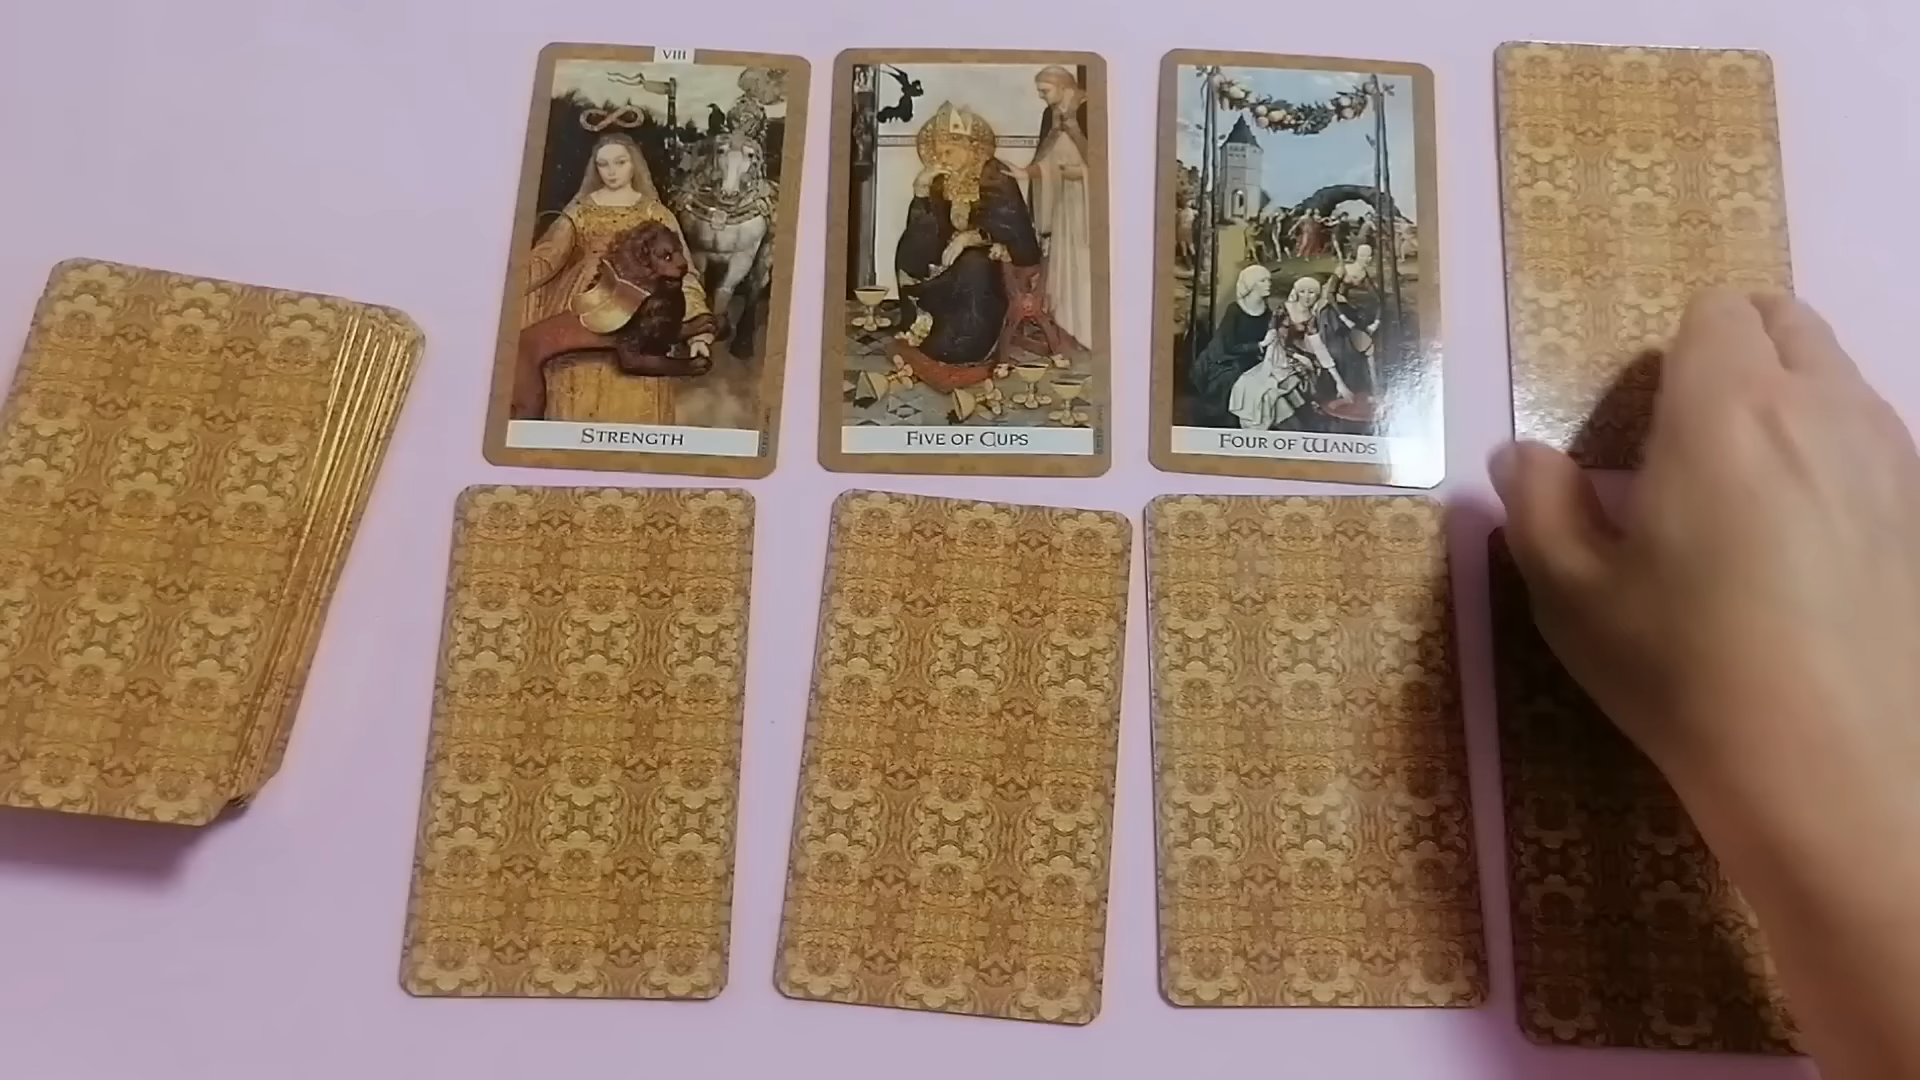 VIII
STRENGTH
FIVE OF CUPS
FOUR OF WANDS